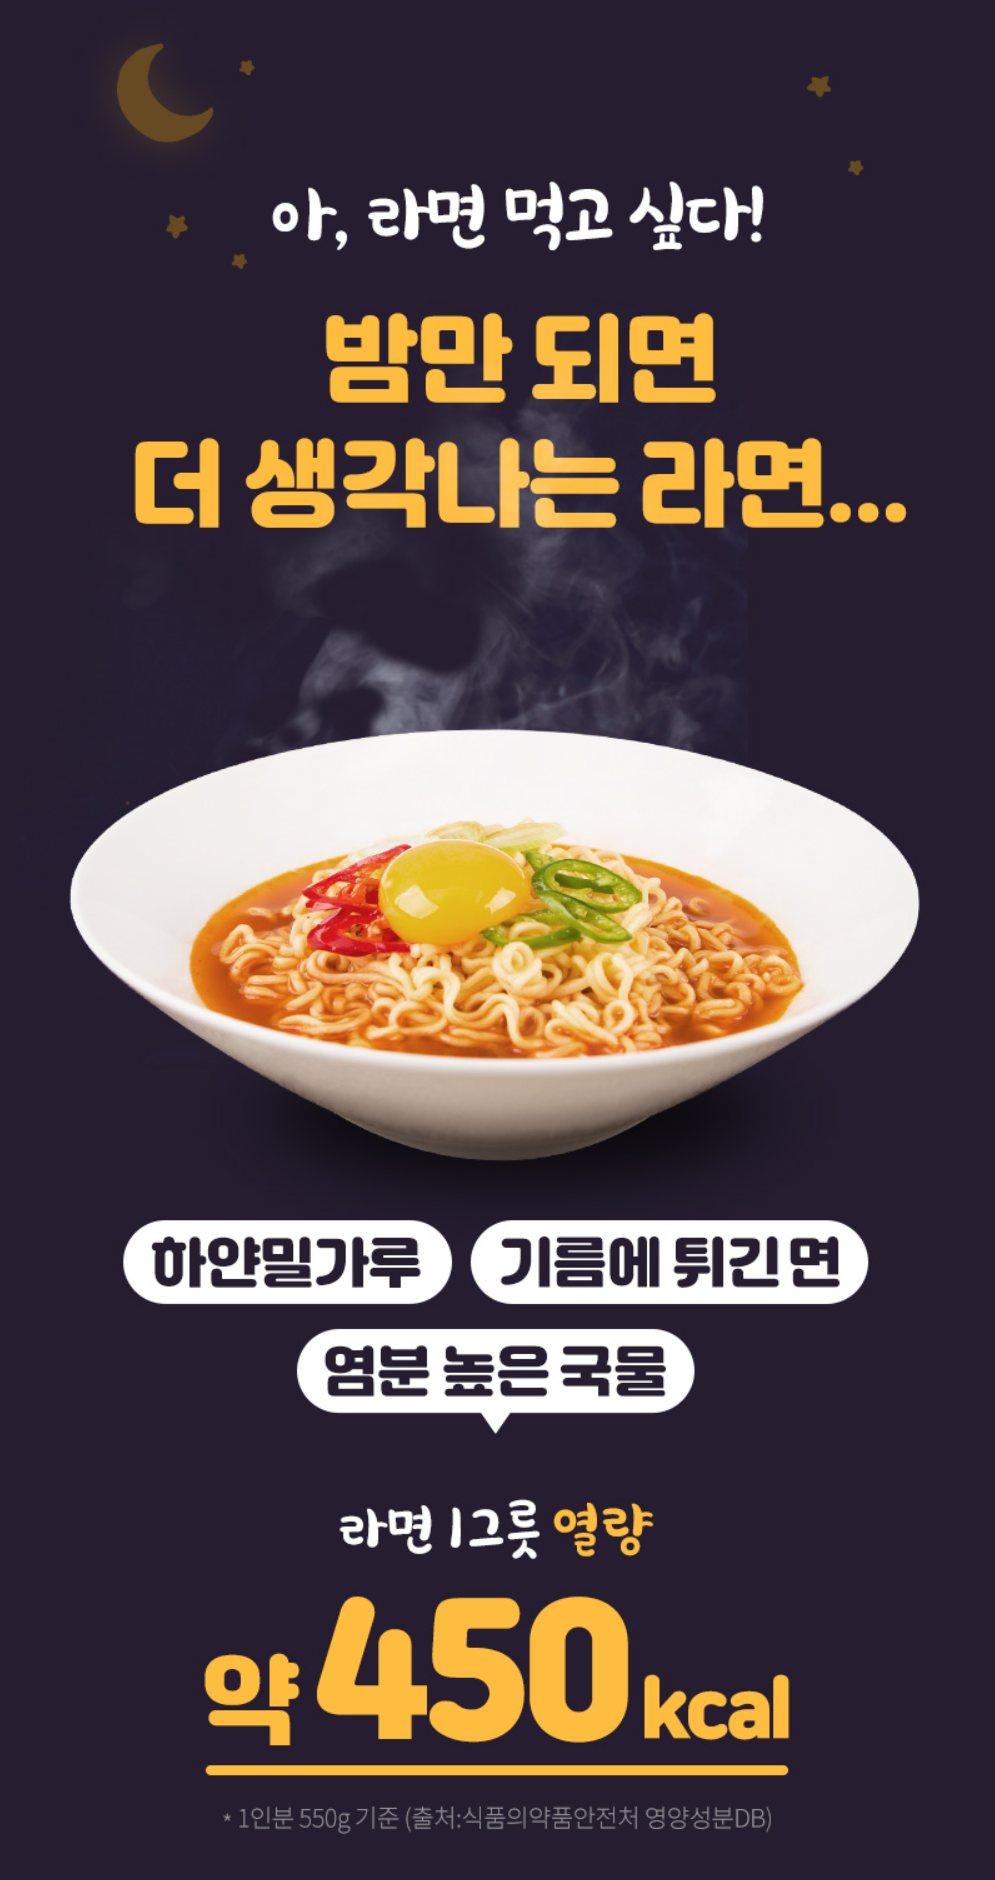 아, 라면 먹고 싶다!
밤만 되면
더 생각나는 라면...
하얀밀가루 기름에 튀긴 면
염분 높은 국물
라면 1그릇 열량
약 450 kcal
* 1인분 550g 기준 (출처:식품의약품안전처 영양성분DB)